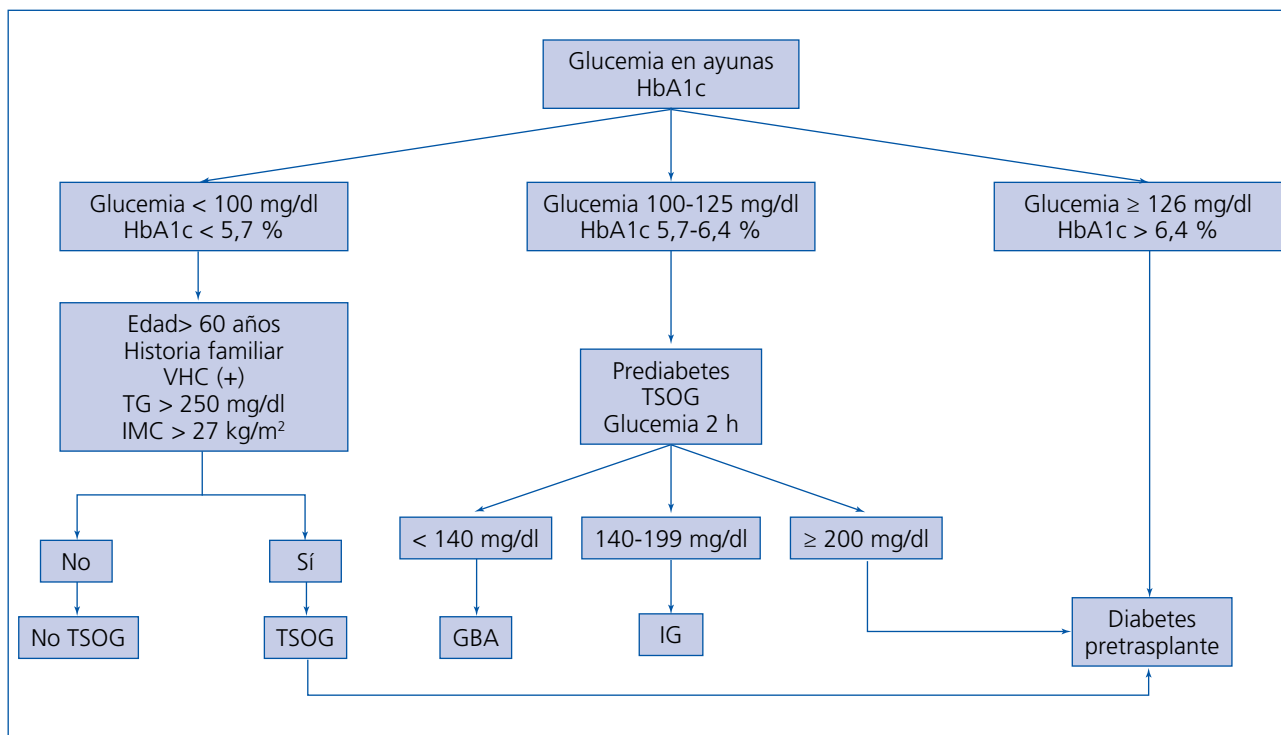 Glucemia en ayunas
HbA1c
Glucemia < 100 mg/dl
HbA1c < 5,7 %
Glucemia 100-125 mg/dl
HbA1c 5,7-6,4 %
Glucemia ≥ 126 mg/dl
HbA1c > 6,4 %
Edad> 60 años
Historia familiar
VHC (+)
TG > 250 mg/dl
IMC > 27 kg/m²
Prediabetes
TSOG
Glucemia 2 h
No
Sí
< 140 mg/dl
140-199 mg/dl
≥ 200 mg/dl
No TSOG
TSOG
GBA
IG
Diabetes
pretrasplante